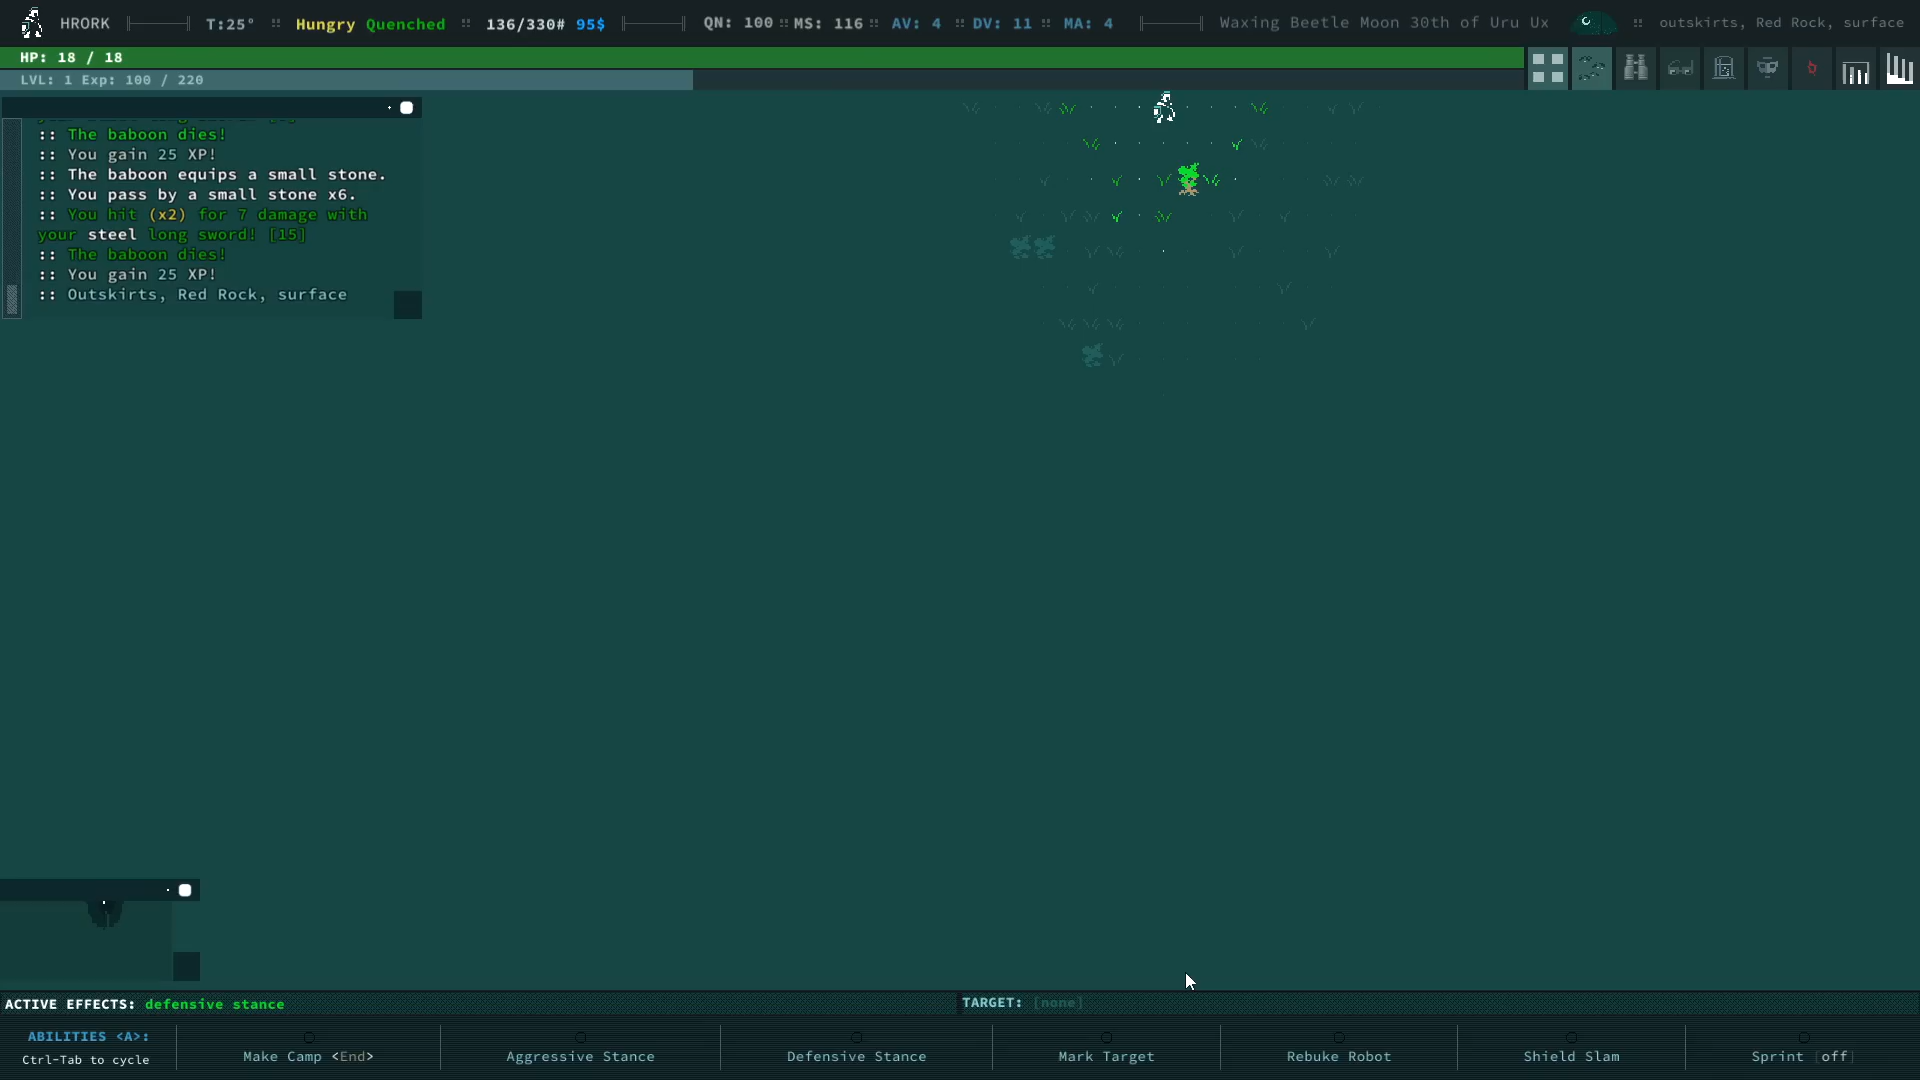 HRORK T:25° :: Hungry Quenched :: 136/330# 95$ QN: 100 :: MS: 116 :: AV: 4 :: DV: 11 :: MA: 4 Waxing Beetle Moon 30th of Uru Ux :: outskirts, Red Rock, surface
HP: 18 / 18
LVL: 1 Exp: 100 / 220
:: The baboon dies!
:: You gain 25 XP!
:: The baboon equips a small stone.
:: You pass by a small stone x6.
:: You hit (x2) for 7 damage with
your steel long sword! [15]
:: The baboon dies!
:: You gain 25 XP!
:: Outskirts, Red Rock, surface
ACTIVE EFFECTS: defensive stance
TARGET: [none]
ABILITIES <A>:
Ctrl-Tab to cycle
Make Camp <End>
Aggressive Stance
Defensive Stance
Mark Target
Rebuke Robot
Shield Slam
Sprint [off]